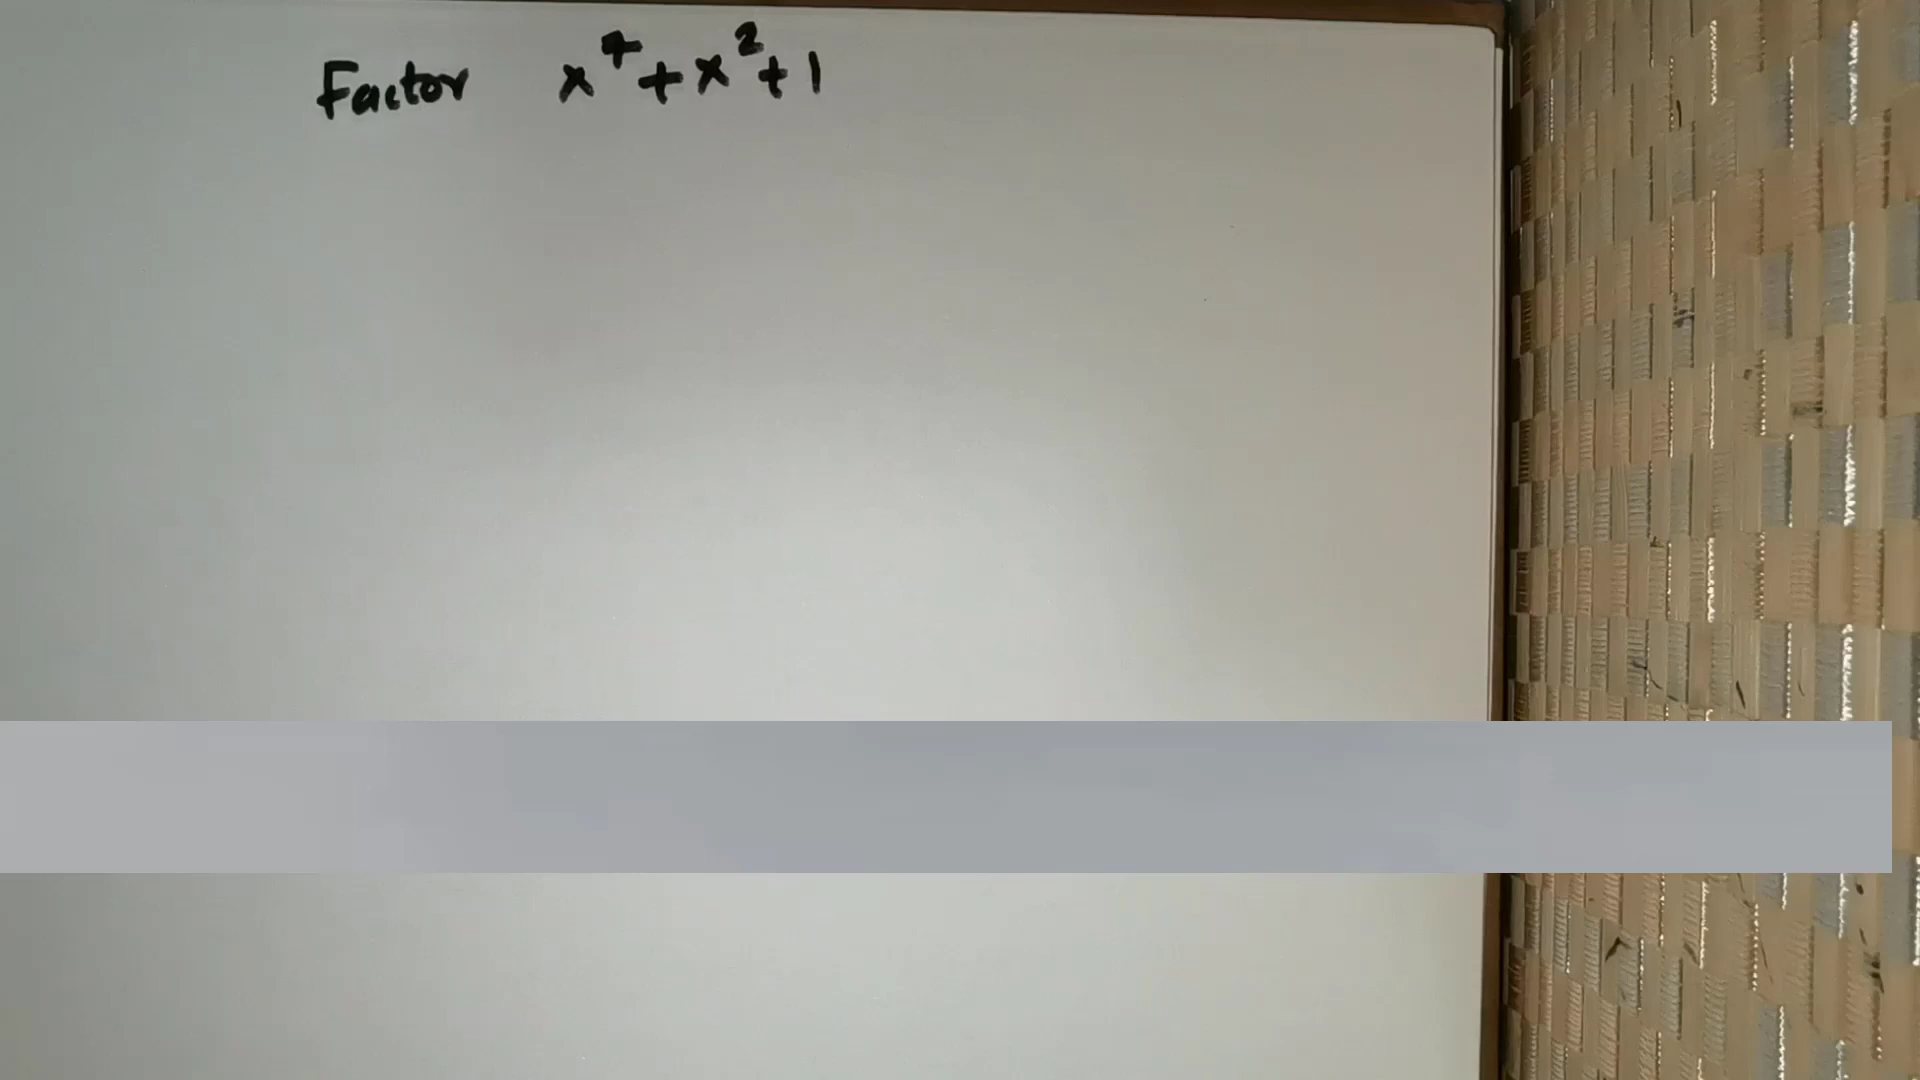 Factor x⁴ + x² + 1